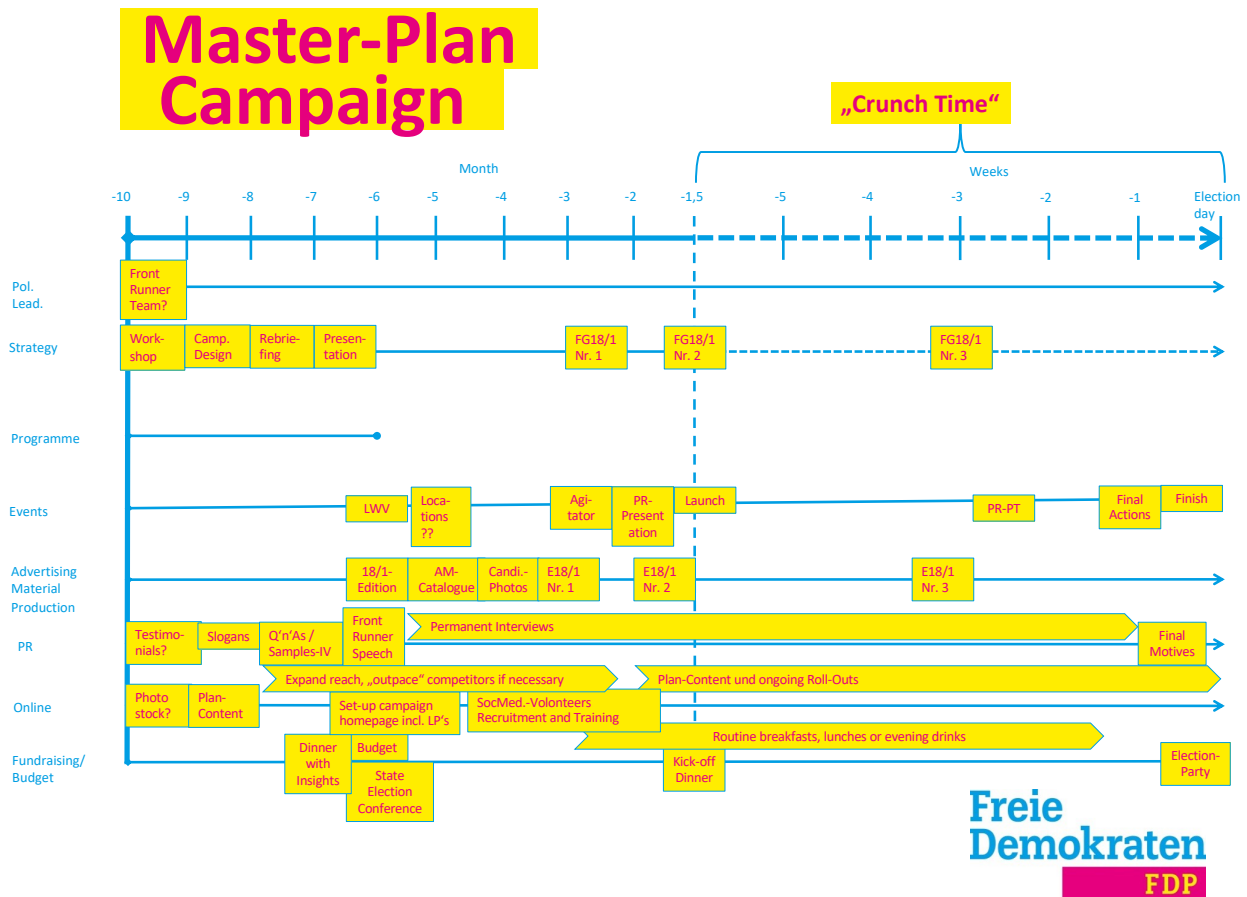 Master-Plan
Campaign
„Crunch Time“
Month
Weeks
-10
-9
-8
-7
-6
-5
-4
-3
-2
-1,5
-5
-4
-3
-2
-1
Election
day
Pol.
Lead.
Front
Runner
Team?
Strategy
Work-
shop
Camp.
Design
Rebrie-
fing
Presen-
tation
FG18/1
Nr. 1
FG18/1
Nr. 2
FG18/1
Nr. 3
Programme
Events
LWV
Loca-
tions
??
Agi-
tator
PR-
Present
ation
Launch
PR-PT
Final
Actions
Finish
Advertising
Material
Production
18/1-
Edition
AM-
Catalogue
Candi.-
Photos
E18/1
Nr. 1
E18/1
Nr. 2
E18/1
Nr. 3
PR
Testimo-
nials?
Slogans
Q'n'As /
Samples-IV
Front
Runner
Speech
Permanent Interviews
Final
Motives
Expand reach, „outpace“ competitors if necessary
Plan-Content und ongoing Roll-Outs
Online
Photo
stock?
Plan-
Content
Set-up campaign
homepage incl. LP's
SocMed.-Volunteers
Recruitment and Training
Routine breakfasts, lunches or evening drinks
Fundraising/
Budget
Dinner
with
Insights
Budget
State
Election
Conference
Kick-off
Dinner
Election-
Party
Freie
Demokraten
FDP